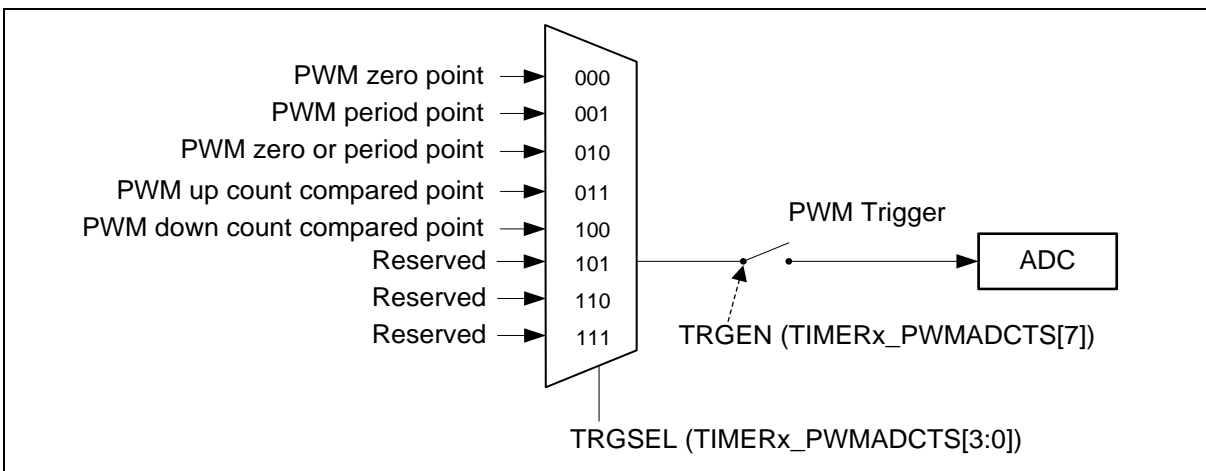 PWM zero point
000
PWM period point
001
PWM zero or period point
010
PWM up count compared point
011
PWM down count compared point
100
Reserved
101
Reserved
110
Reserved
111
PWM Trigger
ADC
TRGEN (TIMERx_PWMADCTS[7])
TRGSEL (TIMERx_PWMADCTS[3:0])